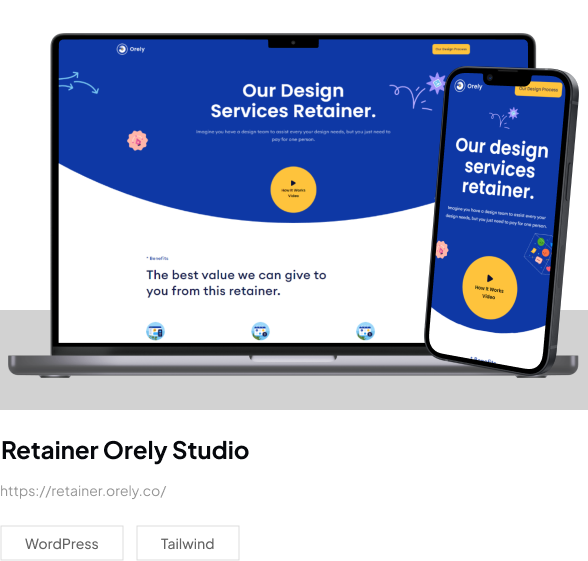 Orely
Our Design Process
Our Design
Services Retainer.
Imagine you have a design team to assist every your design needs, but you just need to
pay for one person.
How It Works
Video
* Benefits
The best value we can give to
you from this retainer.
Orely
Our Design Process
Our design
services
retainer.
Imagine you have a design team to assist every your
design needs, but you just need to pay for one person.
How It Works
Video
* Benefits
Retainer Orely Studio
https://retainer.orely.co/
WordPress
Tailwind